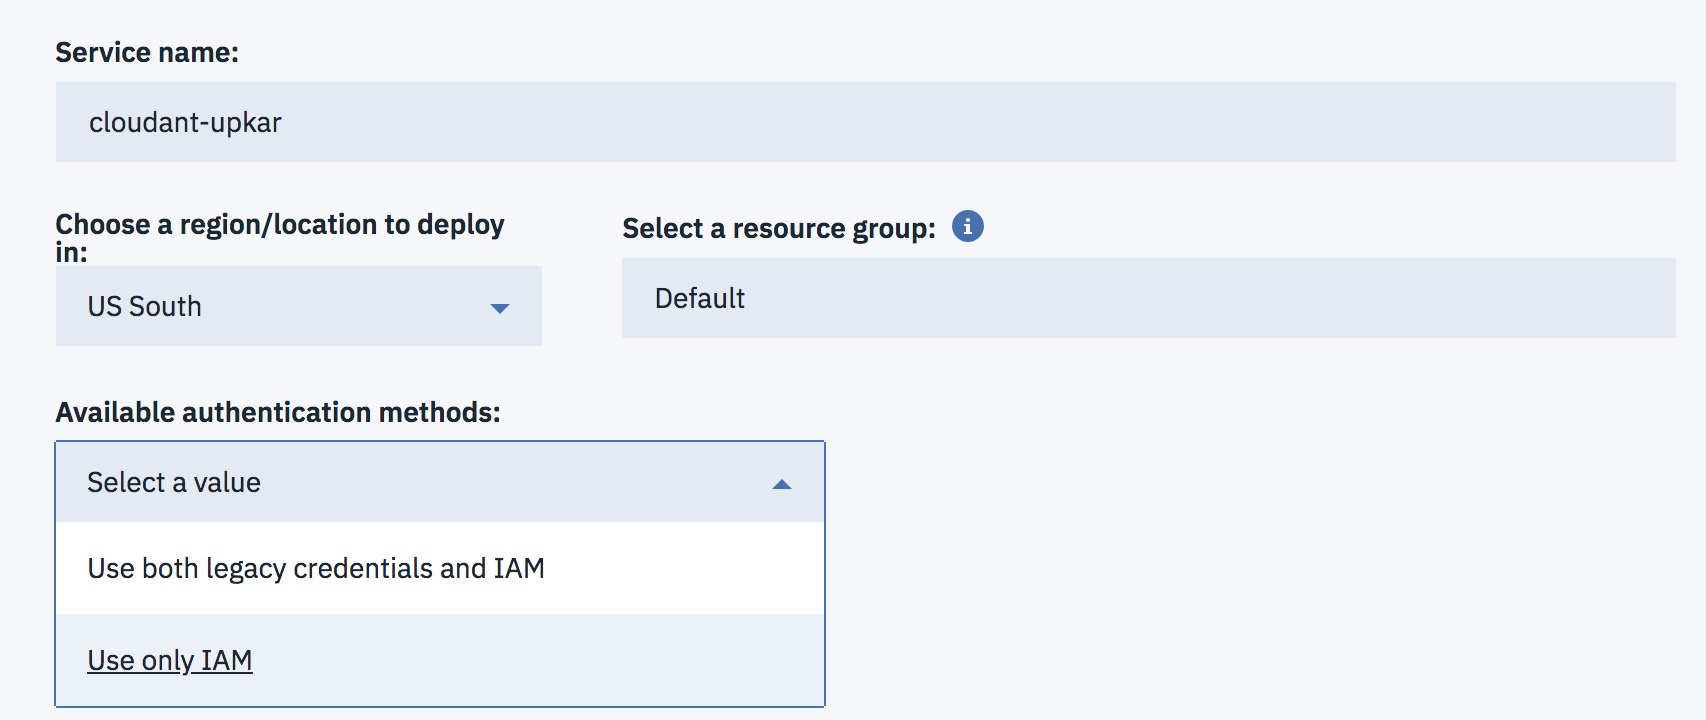 Service name:
cloudant-upkar
Choose a region/location to deploy
in:
US South
Select a resource group:
Default
Available authentication methods:
Select a value
Use both legacy credentials and IAM
Use only IAM